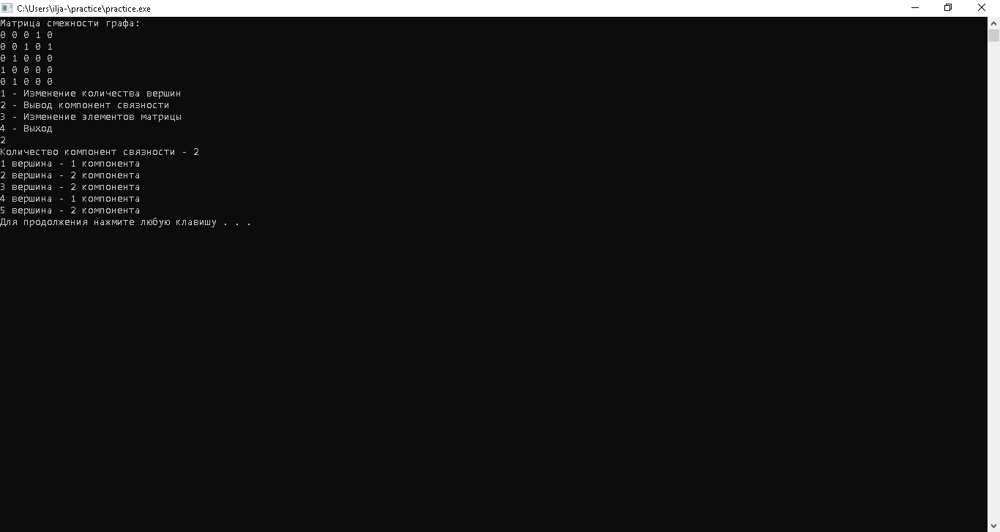 C:\Users\ilja-\practice\practice.exe
Матрица смежности графа:
0 0 0 1 0
0 0 1 0 1
0 1 0 0 0
1 0 0 0 0
0 1 0 0 0
1 - Изменение количества вершин
2 - Вывод компонент связности
3 - Изменение элементов матрицы
4 - Выход
2
Количество компонент связности - 2
1 вершина - 1 компонента
2 вершина - 2 компонента
3 вершина - 2 компонента
4 вершина - 1 компонента
5 вершина - 2 компонента
Для продолжения нажмите любую клавишу . . .